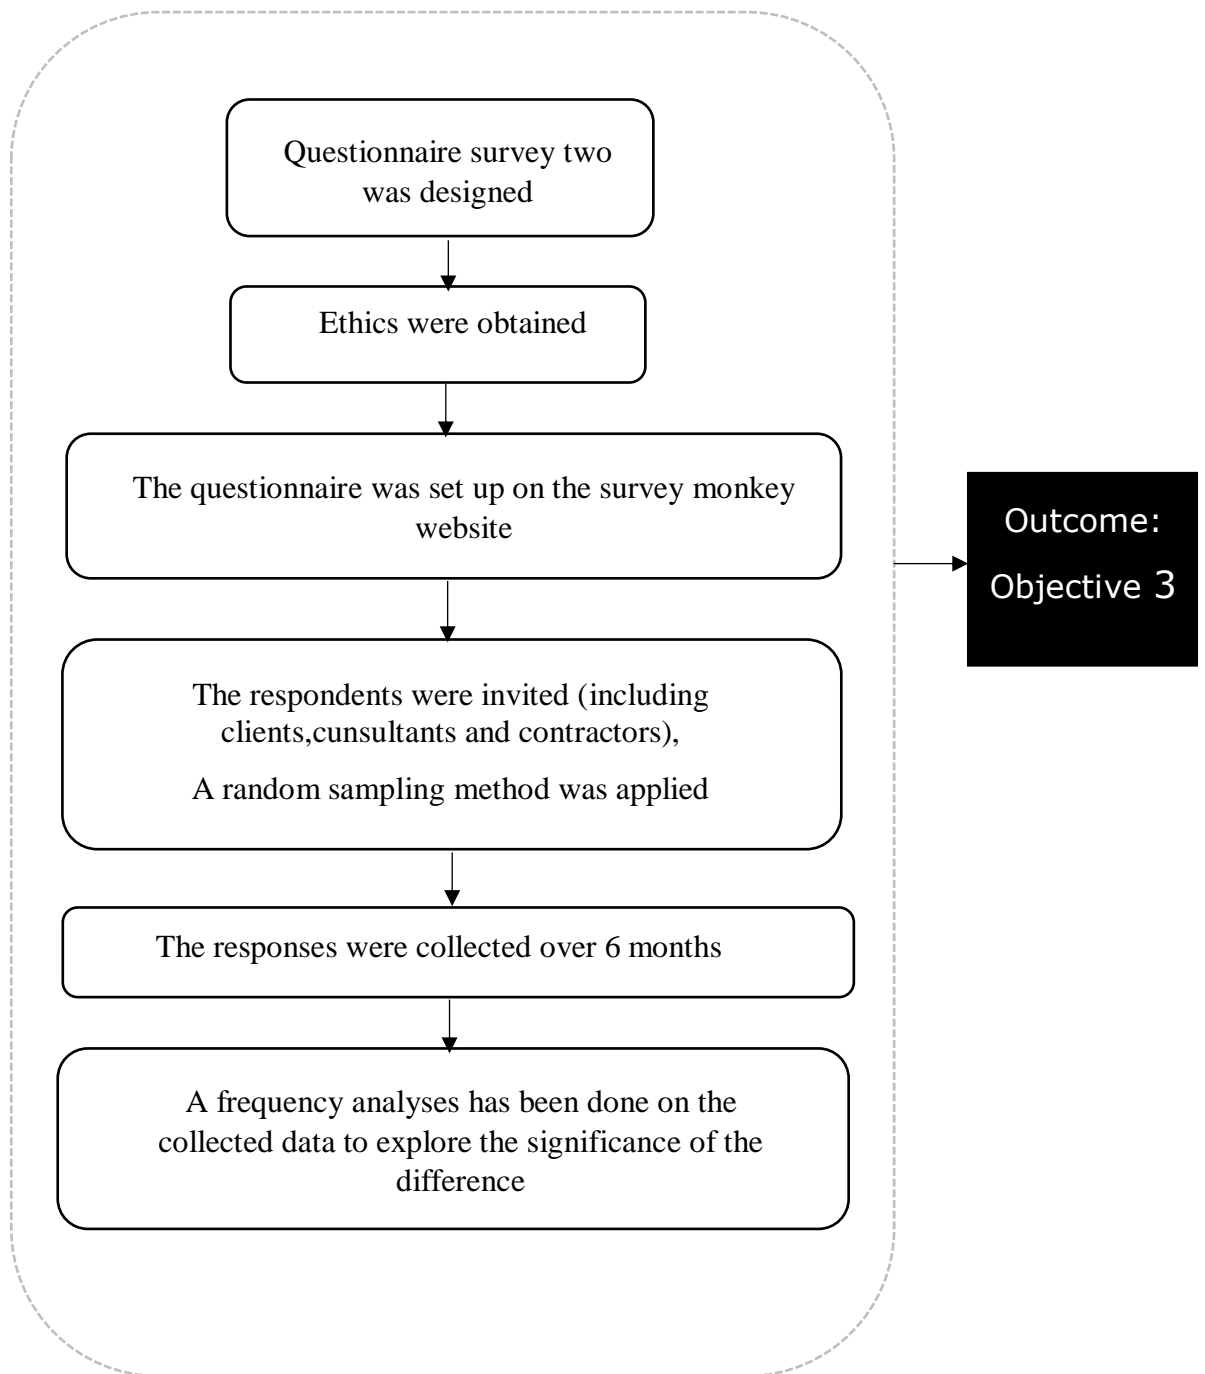 Questionnaire survey two
was designed
Ethics were obtained
The questionnaire was set up on the survey monkey
website
The respondents were invited (including
clients,cunsultants and contractors),
A random sampling method was applied
The responses were collected over 6 months
A frequency analyses has been done on the
collected data to explore the significance of the
difference
Outcome:
Objective 3